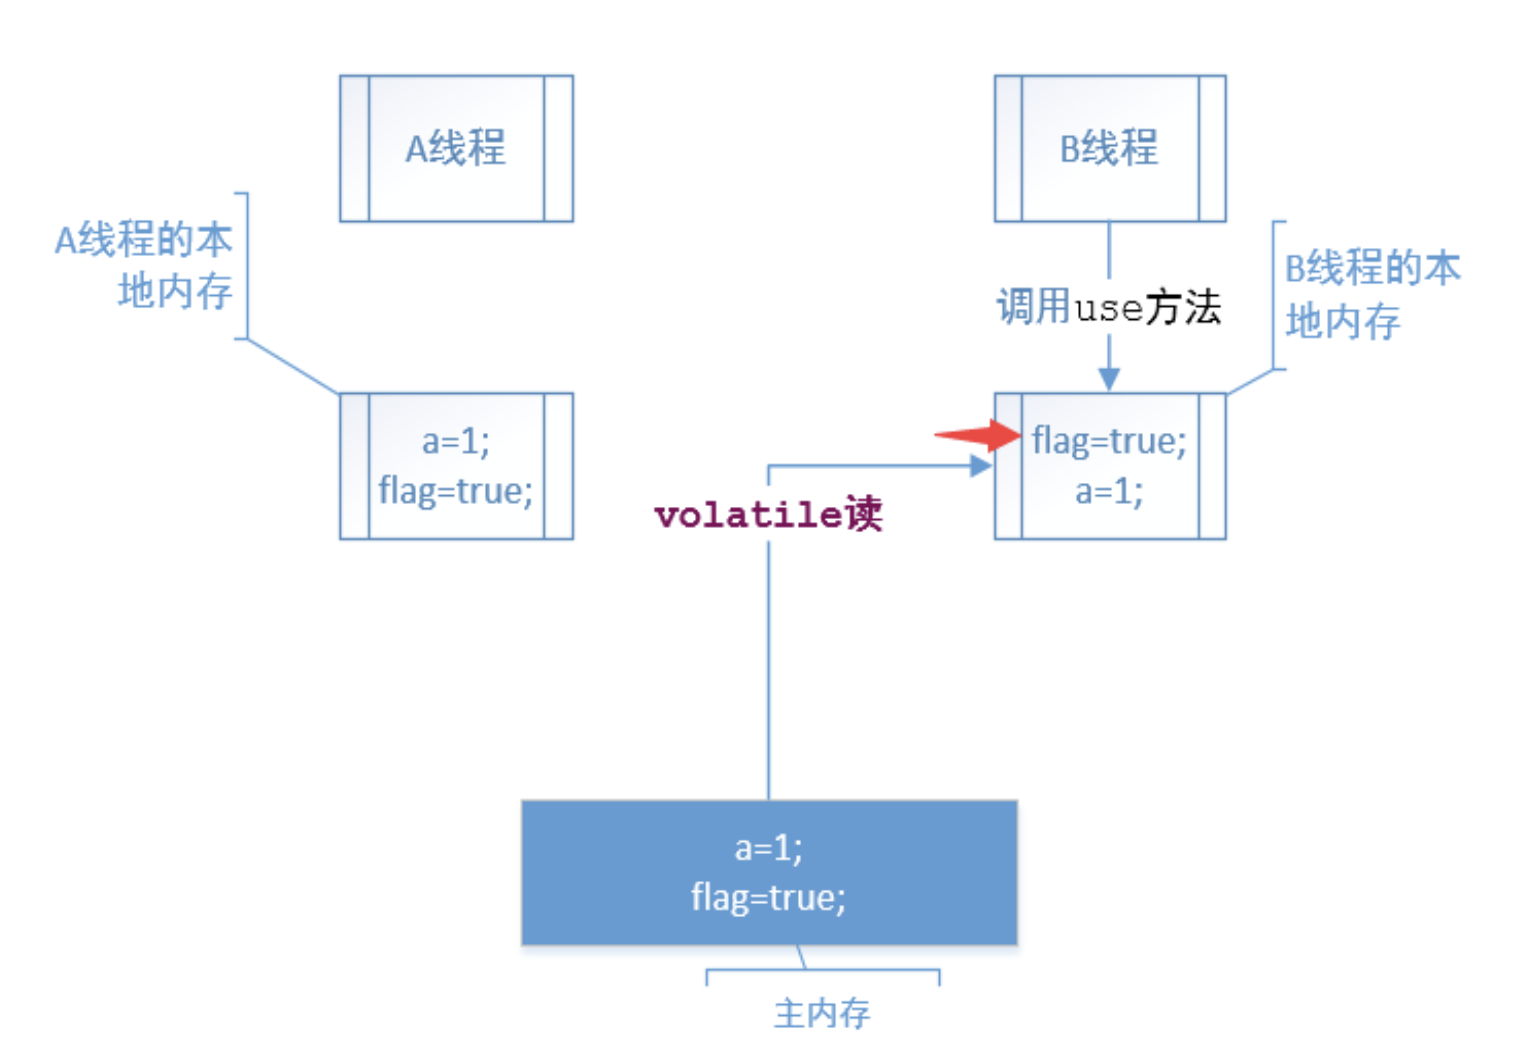 A线程
B线程
A线程的本
地内存
B线程的本
地内存
调用use方法
a=1;
flag=true;
flag=true;
a=1;
volatile读
a=1;
flag=true;
主内存